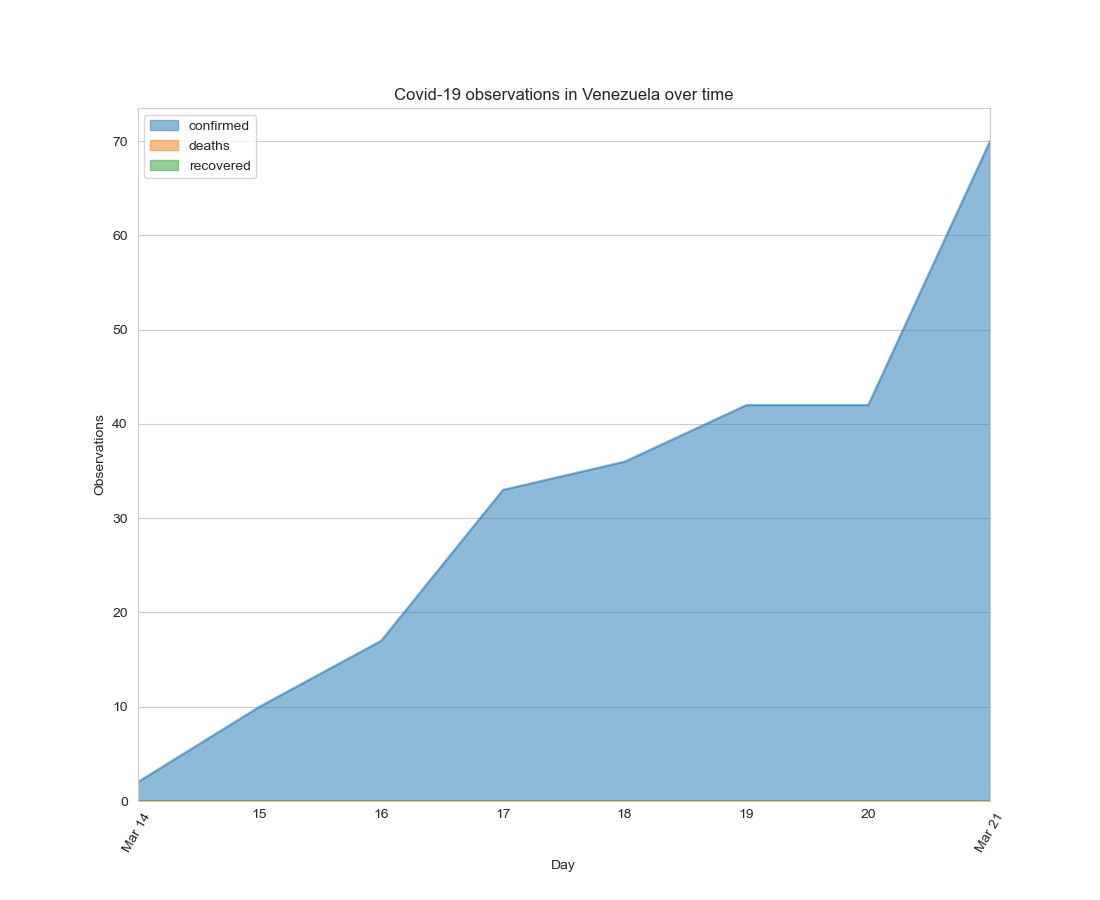 Covid-19 observations in Venezuela over time
confirmed
deaths
recovered
70
60
50
40
30
20
10
0
Observations
Mar 14
15
16
17
18
19
20
Mar 21
Day